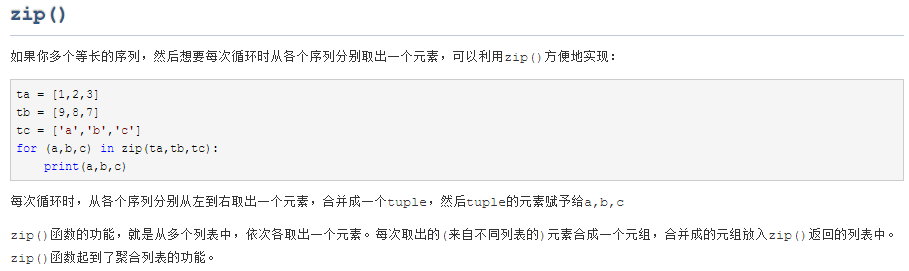 zip()
如果你多个等长的序列，然后想要每次循环时从各个序列分别取出一个元素，可以利用zip()方便地实现：
ta = [1,2,3]
tb = [9,8,7]
tc = ['a','b','c']
for (a,b,c) in zip(ta,tb,tc):
    print(a,b,c)
每次循环时，从各个序列分别从左到右取出一个元素，合并成一个tuple，然后tuple的元素赋予给a,b,c
zip()函数的功能，就是从多个列表中，依次各取出一个元素。每次取出的(来自不同列表的)元素合成一个元组，合并成的元组放入zip()返回的列表中。
zip()函数起到了聚合列表的功能。